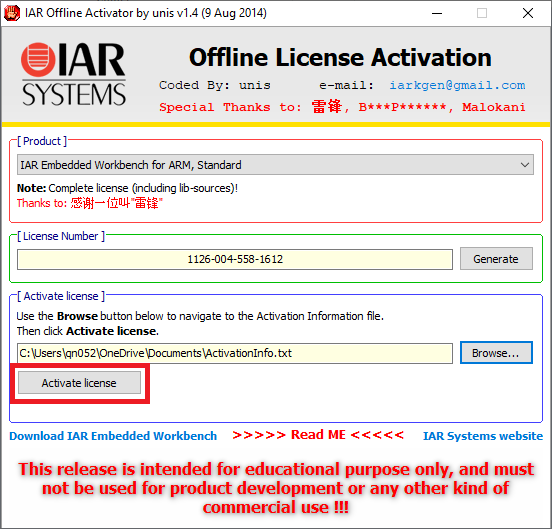 IAR Offline Activator by unis v1.4 (9 Aug 2014)
IAR
SYSTEMS
Offline License Activation
Coded By: unis e-mail: iarkgen@gmail.com
Special Thanks to: 雷锋, B***P******, Malokani
[ Product ]
IAR Embedded Workbench for ARM, Standard
Note: Complete license (including lib-sources)!
Thanks to: 感谢一位叫"雷锋"
[ License Number ]
1126-004-558-1612 Generate
[ Activate license ]
Use the Browse button below to navigate to the Activation Information file.
Then click Activate license.
C:\Users\gn052\OneDrive\Documents\ActivationInfo.txt Browse...
Activate license
Download IAR Embedded Workbench >>>>> Read ME <<<<< IAR Systems website
This release is intended for educational purpose only, and must
not be used for product development or any other kind of
commercial use !!!